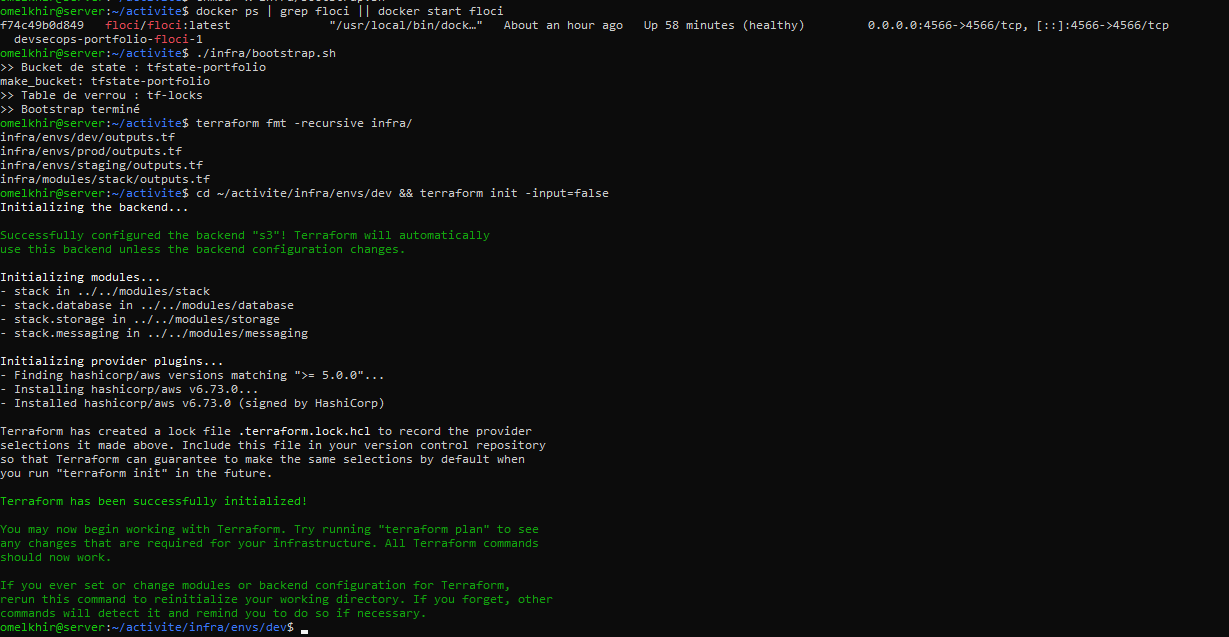 omelkhir@server:~/activite$ docker ps | grep floci || docker start floci
f74c49b0d849   floci/floci:latest              "/usr/local/bin/dock…"   About an hour ago   Up 58 minutes (healthy)          0.0.0.0:4566->4566/tcp, [::]:4566->4566/tcp
  devsecops-portfolio-floci-1
omelkhir@server:~/activite$ ./infra/bootstrap.sh
>> Bucket de state : tfstate-portfolio
make_bucket: tfstate-portfolio
>> Table de verrou : tf-locks
>> Bootstrap terminé
omelkhir@server:~/activite$ terraform fmt -recursive infra/
infra/envs/dev/outputs.tf
infra/envs/prod/outputs.tf
infra/envs/staging/outputs.tf
infra/modules/stack/outputs.tf
omelkhir@server:~/activite$ cd ~/activite/infra/envs/dev && terraform init -input=false
Initializing the backend...

Successfully configured the backend "s3"! Terraform will automatically
use this backend unless the backend configuration changes.

Initializing modules...
- stack in ../../modules/stack
- stack.database in ../../modules/database
- stack.storage in ../../modules/storage
- stack.messaging in ../../modules/messaging

Initializing provider plugins...
- Finding hashicorp/aws versions matching ">= 5.0.0"...
- Installing hashicorp/aws v6.73.0...
- Installed hashicorp/aws v6.73.0 (signed by HashiCorp)

Terraform has created a lock file .terraform.lock.hcl to record the provider
selections it made above. Include this file in your version control repository
so that Terraform can guarantee to make the same selections by default when
you run "terraform init" in the future.

Terraform has been successfully initialized!

You may now begin working with Terraform. Try running "terraform plan" to see
any changes that are required for your infrastructure. All Terraform commands
should now work.

If you ever set or change modules or backend configuration for Terraform,
rerun this command to reinitialize your working directory. If you forget, other
commands will detect it and remind you to do so if necessary.
omelkhir@server:~/activite/infra/envs/dev$